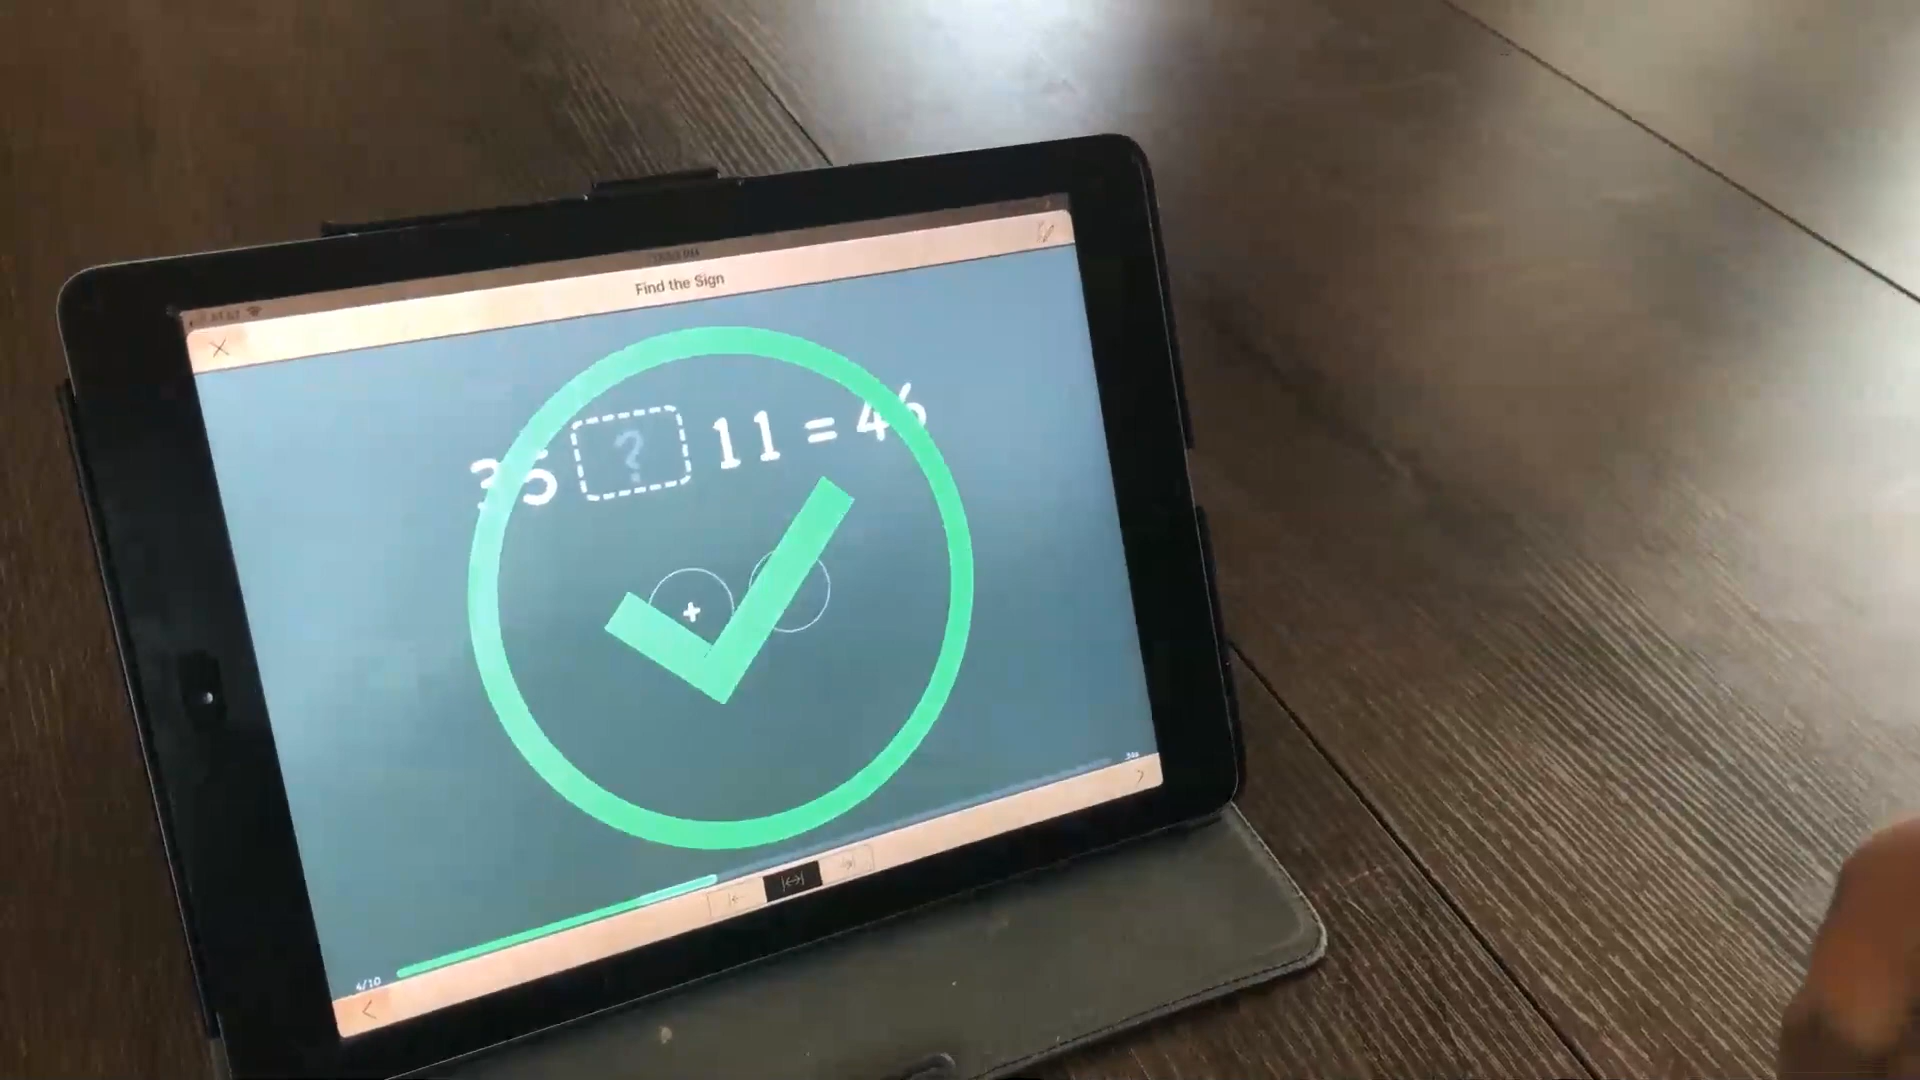 Find the Sign
35 ? 11 = 46
+
4/10